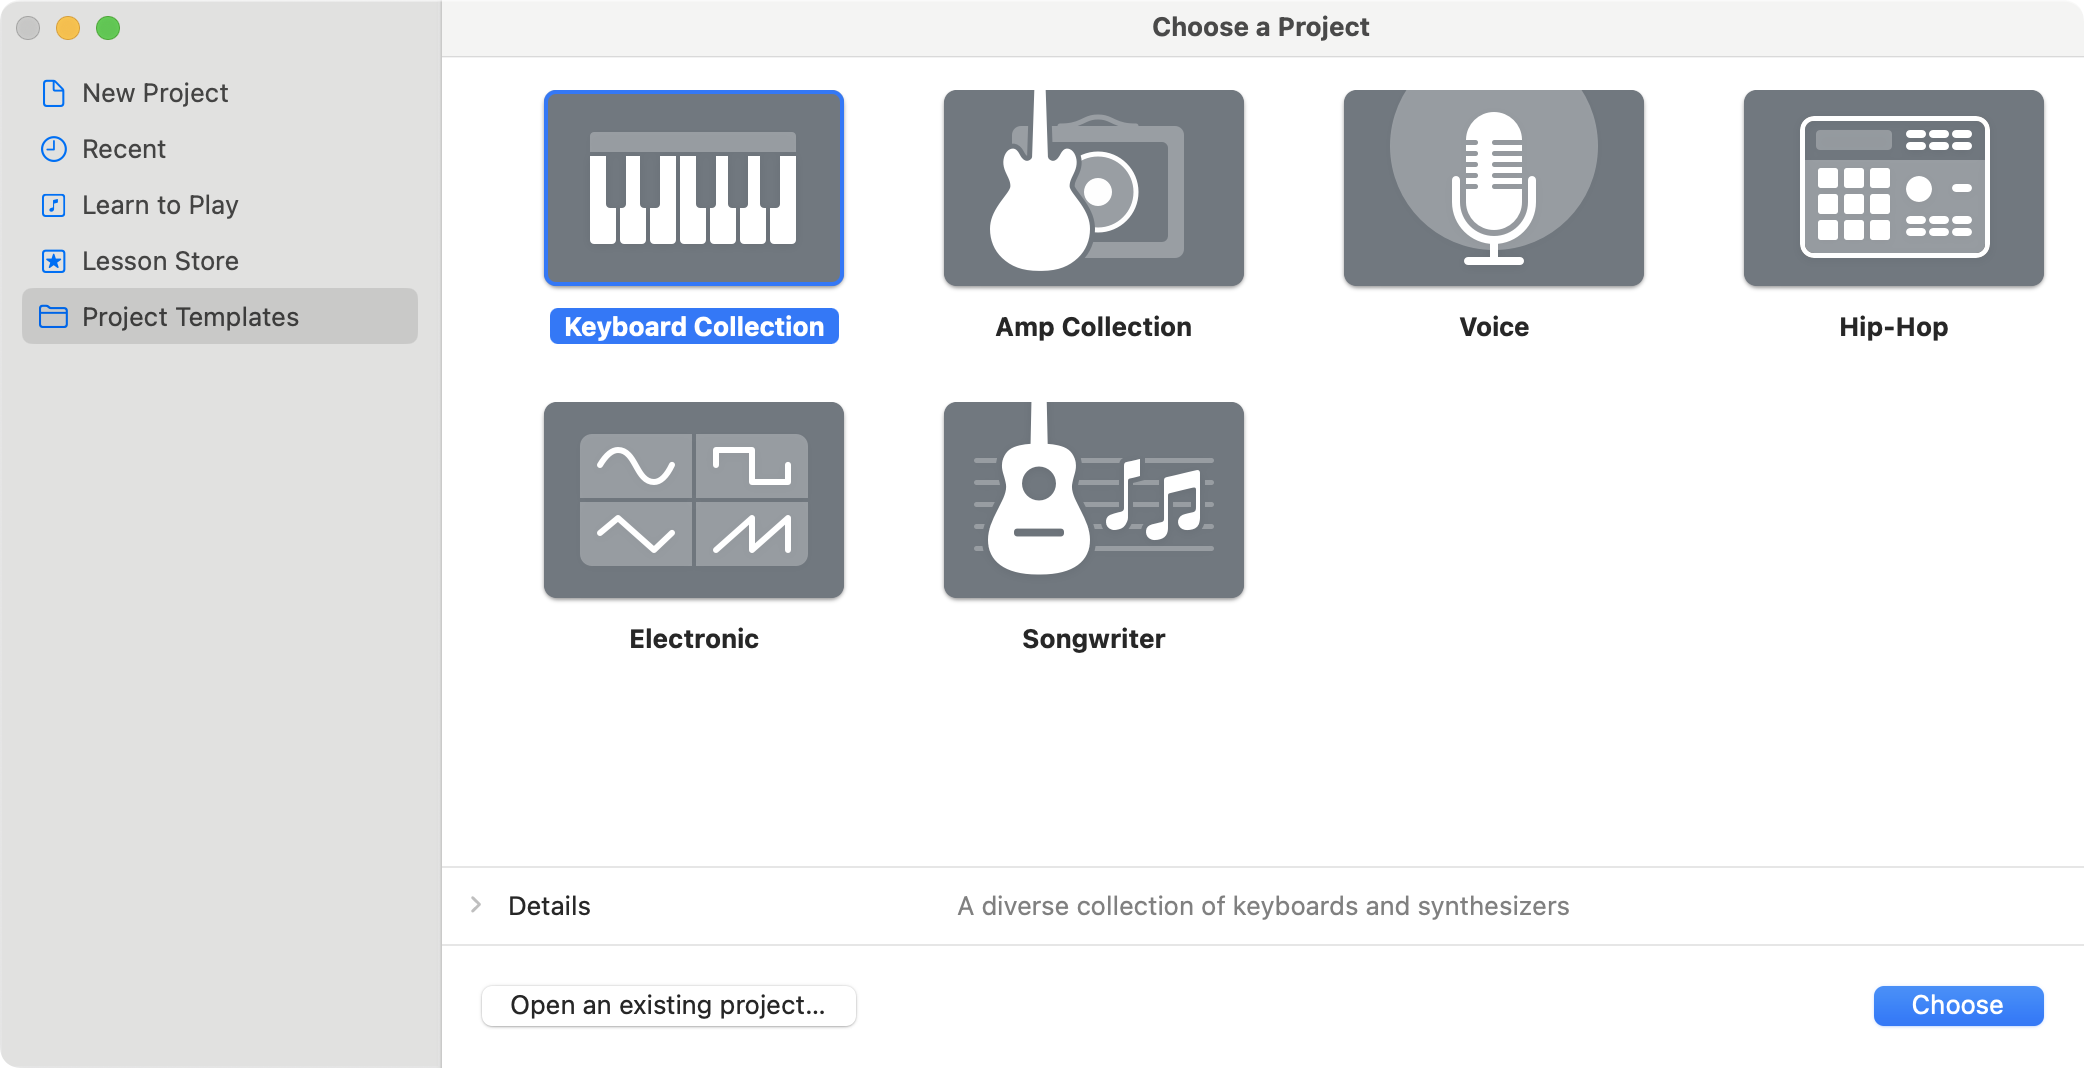 Choose a Project
New Project
Recent
Learn to Play
Lesson Store
Project Templates
Keyboard Collection
Amp Collection
Voice
Hip-Hop
Electronic
Songwriter
Details
A diverse collection of keyboards and synthesizers
Open an existing project...
Choose